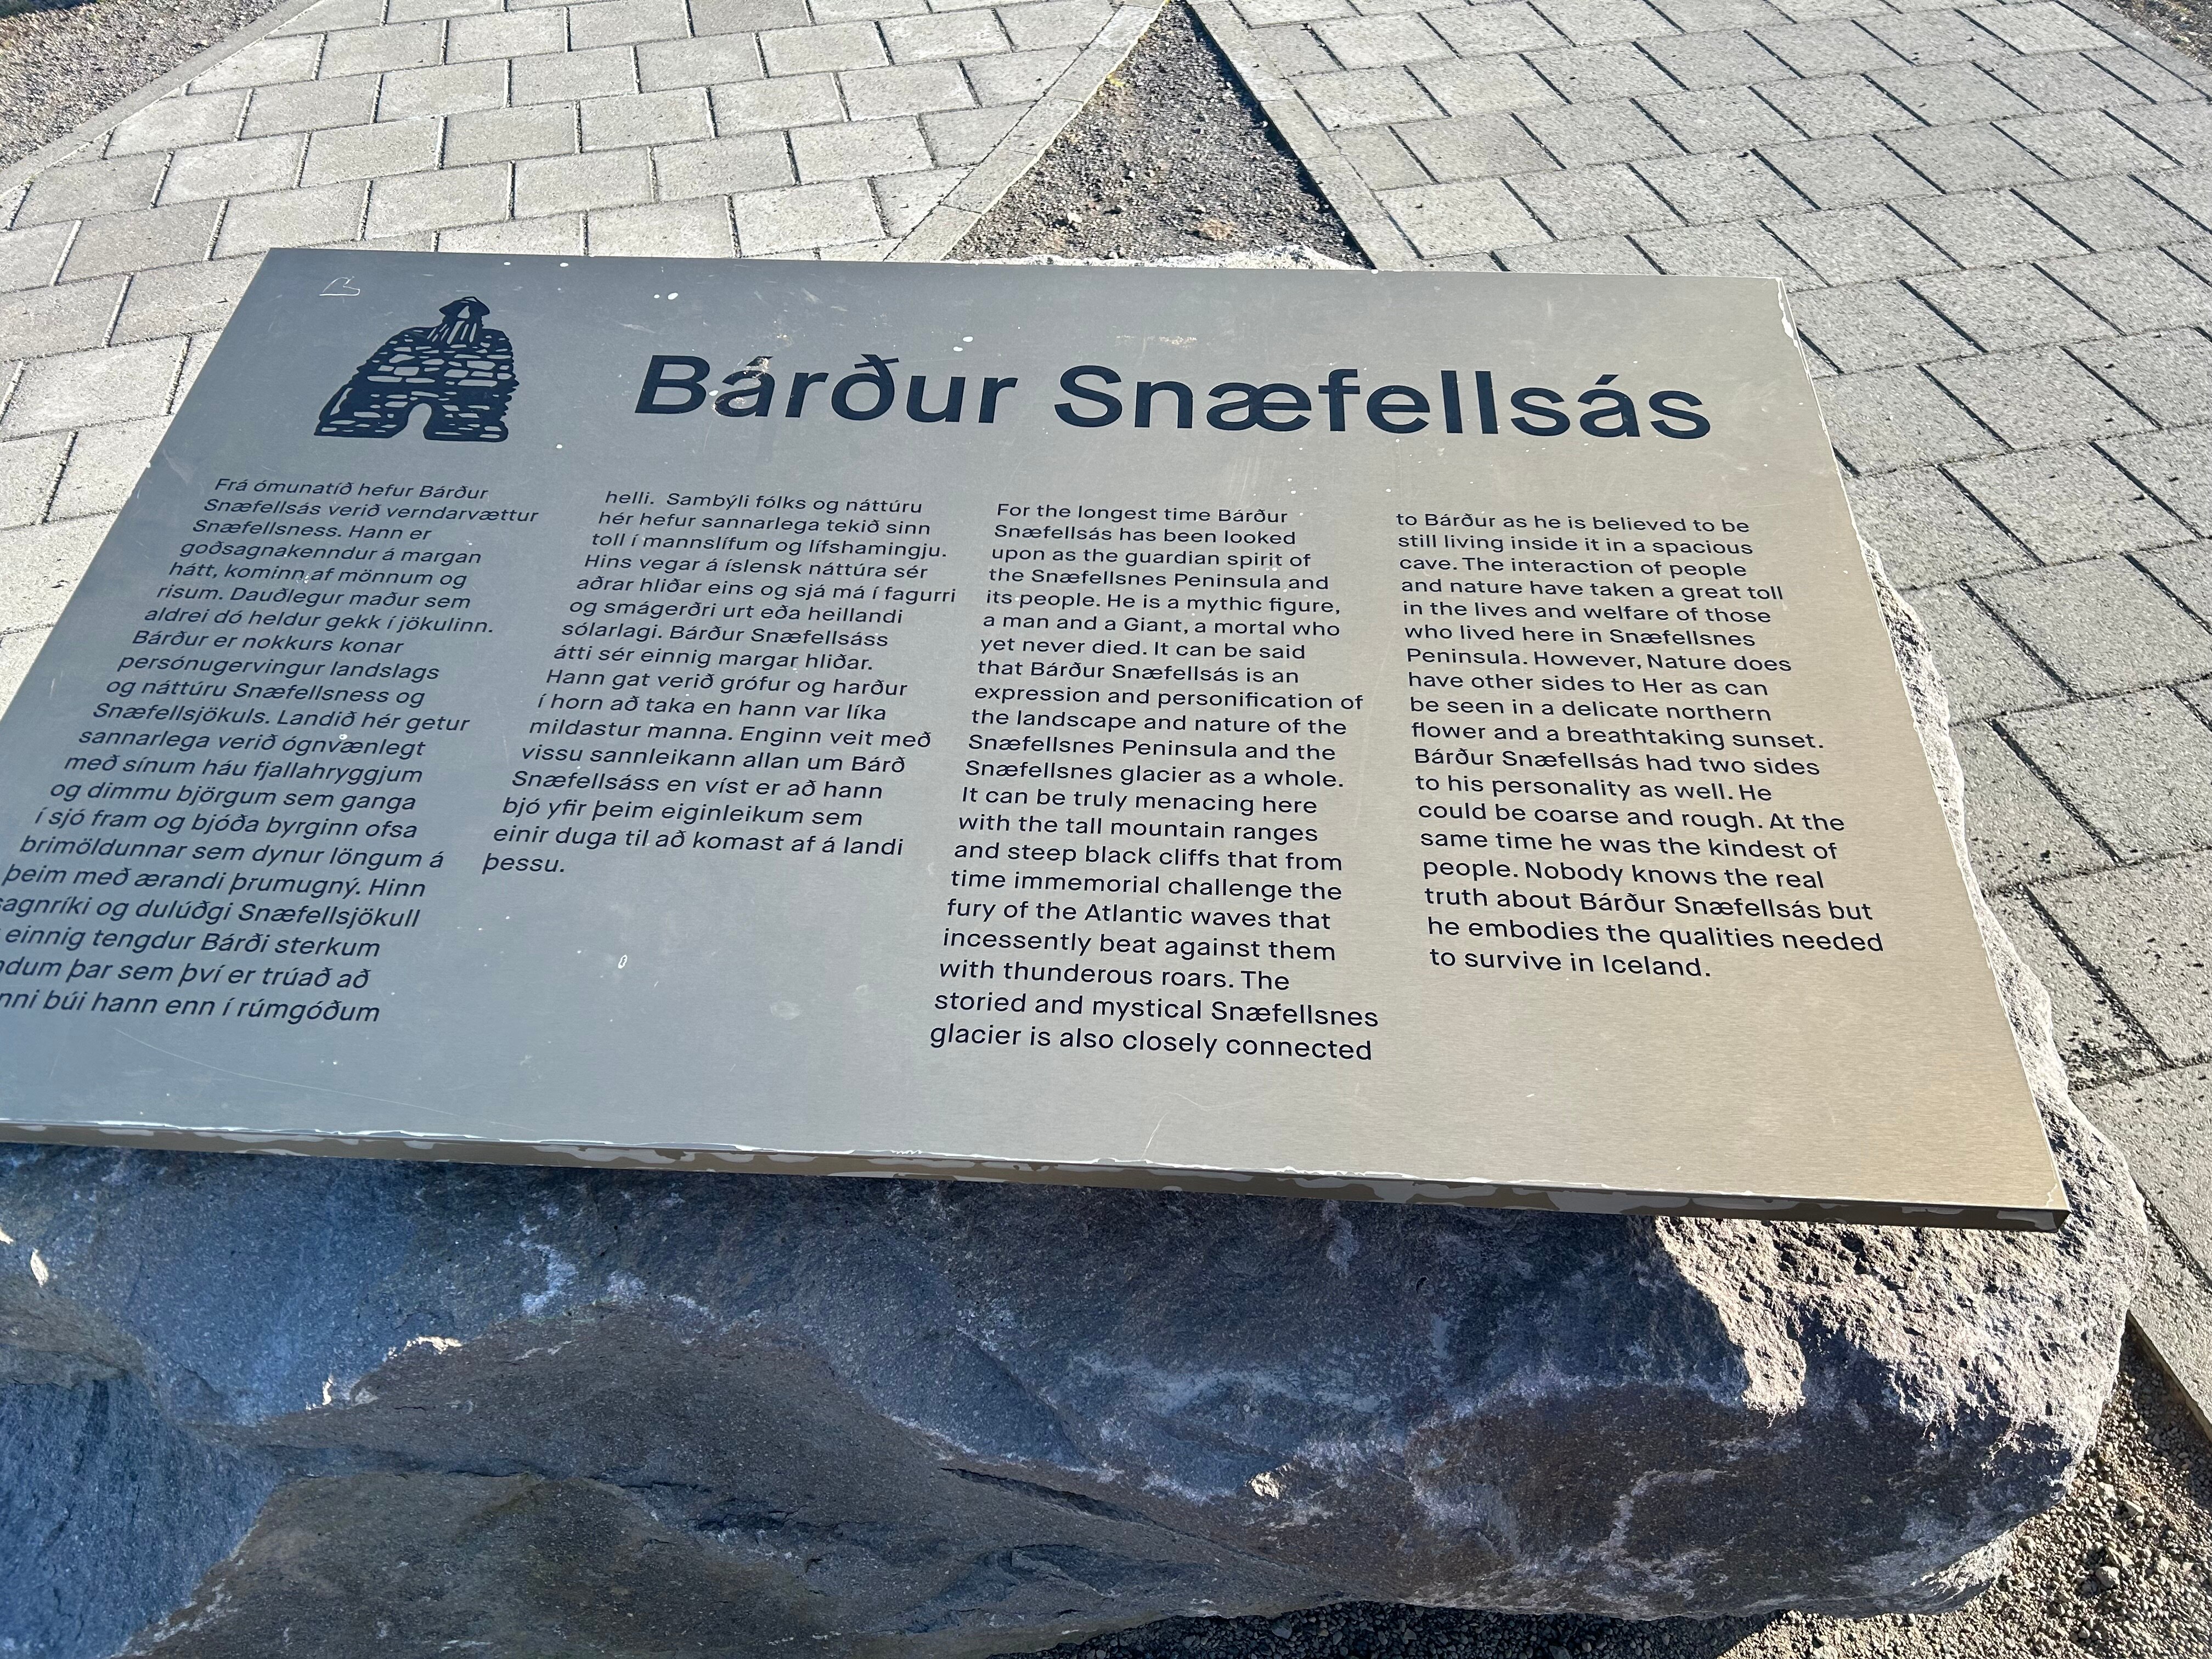 Bárður Snæfellsás
Frá ómunatíð hefur Bárður
Snæfellsás verið verndarvættur
Snæfellsness. Hann er
goðsagnakenndur á margan
hátt, kominn af mönnum og
risum. Dauðlegur maður sem
aldrei dó heldur gekk í jökulinn.
Bárður er nokkurs konar
persónugervingur landslags
og náttúru Snæfellsness og
Snæfellsjökuls. Landið hér getur
sannarlega verið ógnvænlegt
með sínum háu fjallahryggjum
og dimmu björgum sem ganga
í sjó fram og bjóða byrginn ofsa
brimöldunnar sem dynur löngum á
þeim með ærandi þrumugný. Hinn
og dulúðgi Snæfellsjökull
einnig tengdur Bárði sterkum
þar sem því er trúað að
búi hann enn í rúmgóðum
helli. Sambýli fólks og náttúru
hér hefur sannarlega tekið sinn
toll í mannslífum og lífshamingju.
Hins vegar á íslensk náttúra sér
aðrar hliðar eins og sjá má í fagurri
og smágerðri urt eða heillandi
sólarlagi. Bárður Snæfellsáss
átti sér einnig margar hliðar.
Hann gat verið grófur og harður
í horn að taka en hann var líka
mildastur manna. Enginn veit með
vissu sannleikann allan um Bárð
Snæfellsáss en víst er að hann
bjó yfir þeim eiginleikum sem
einir duga til að komast af á landi
þessu.
For the longest time Bárður
Snæfellsás has been looked
upon as the guardian spirit of
the Snæfellsnes Peninsula and
its people. He is a mythic figure,
a man and a Giant, a mortal who
yet never died. It can be said
that Bárður Snæfellsás is an
expression and personification of
the landscape and nature of the
Snæfellsnes Peninsula and the
Snæfellsnes glacier as a whole.
It can be truly menacing here
with the tall mountain ranges
and steep black cliffs that from
time immemorial challenge the
fury of the Atlantic waves that
incessently beat against them
with thunderous roars. The
storied and mystical Snæfellsnes
glacier is also closely connected
to Bárður as he is believed to be
still living inside it in a spacious
cave. The interaction of people
and nature have taken a great toll
in the lives and welfare of those
who lived here in Snæfellsnes
Peninsula. However, Nature does
have other sides to Her as can
be seen in a delicate northern
flower and a breathtaking sunset.
Bárður Snæfellsás had two sides
to his personality as well. He
could be coarse and rough. At the
same time he was the kindest of
people. Nobody knows the real
truth about Bárður Snæfellsás but
he embodies the qualities needed
to survive in Iceland.